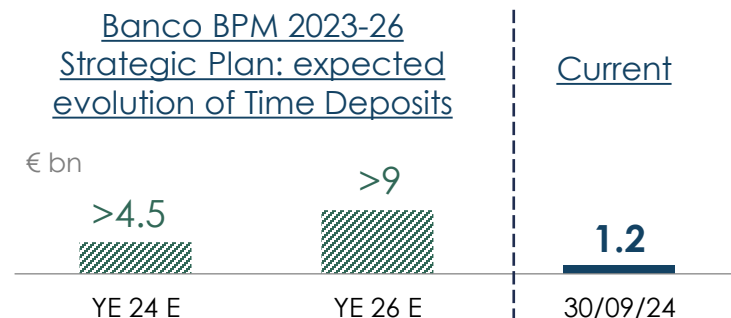 Banco BPM 2023-26
Strategic Plan: expected
evolution of Time Deposits
Current
€ bn
>4.5
>9
1.2
YE 24 E
YE 26 E
30/09/24